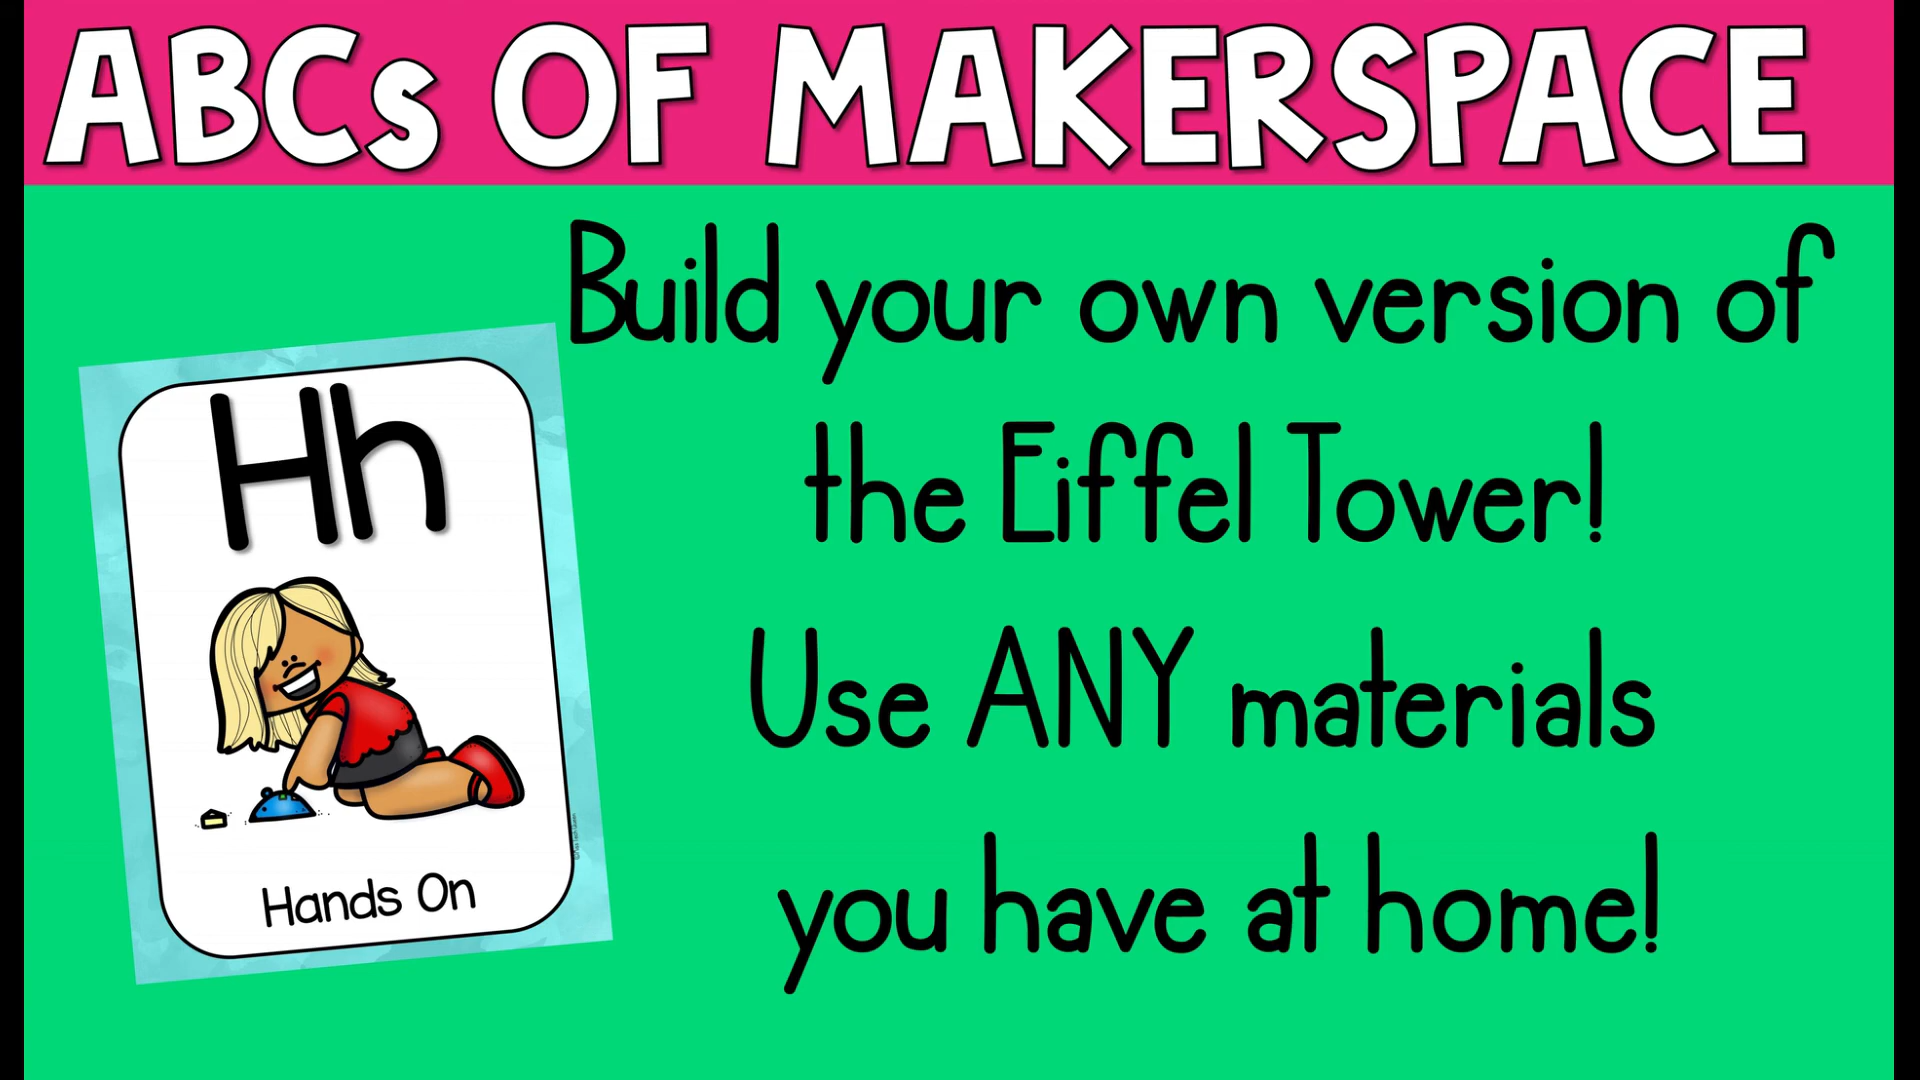 ABCs OF MAKERSPACE
Build your own version of
the Eiffel Tower!
Use ANY materials
you have at home!
Hh
Hands On